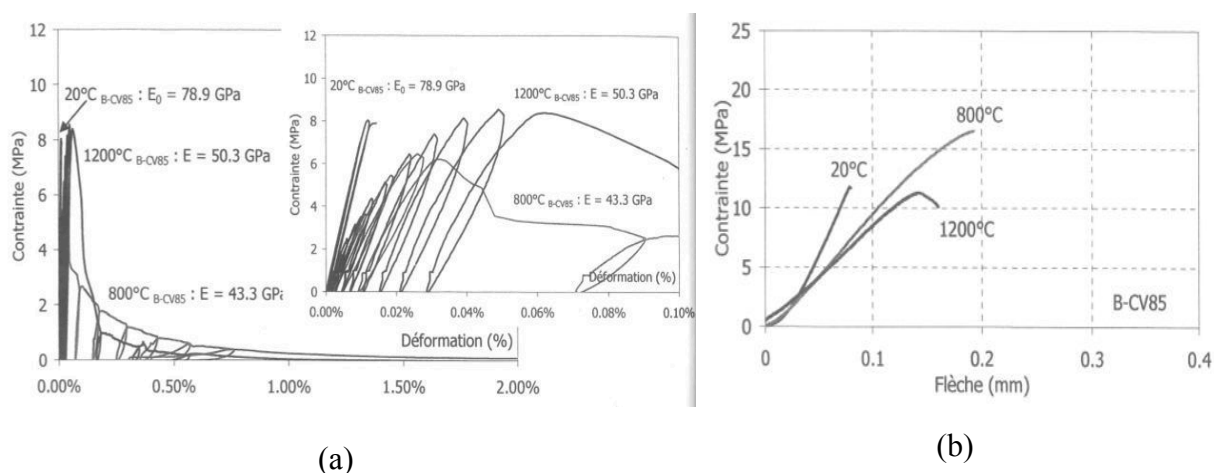 12
10
8
6
4
2
0
Contrainte (MPa)
20°C B-CV85 : E0 = 78.9 GPa
1200°C B-CV85 : E = 50.3 GPa
800°C B-CV85 : E = 43.3 GPa
Déformation (%)
0.00%
0.50%
1.00%
1.50%
2.00%
12
10
8
6
4
2
0
Contrainte (MPa)
20°C B-CV85 : E0 = 78.9 GPa
1200°C B-CV85 : E = 50.3 GPa
800°C B-CV85 : E = 43.3 GPa
Déformation (%)
0.00%
0.02%
0.04%
0.06%
0.08%
0.10%
(a)
25
20
15
10
5
0
Contrainte (MPa)
800°C
20°C
1200°C
B-CV85
0
0.1
0.2
0.3
0.4
Flèche (mm)
(b)